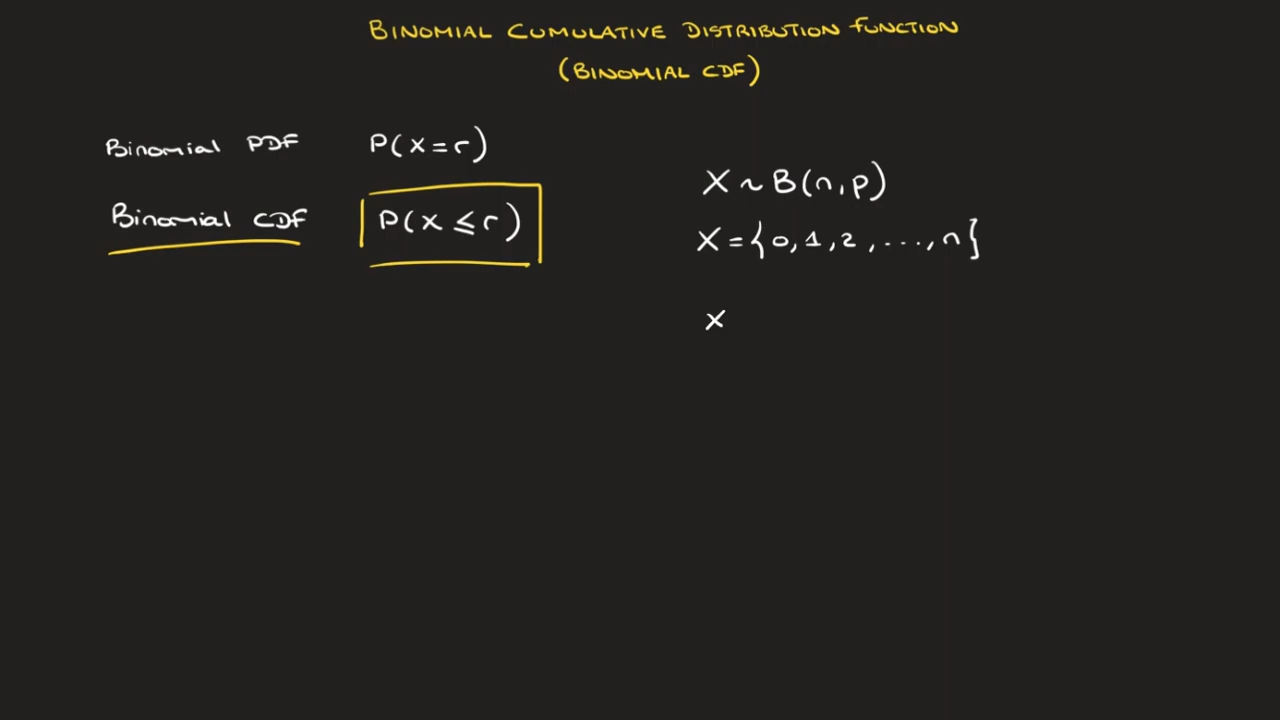 BINOMIAL CUMULATIVE DISTRIBUTION FUNCTION
(BINOMIAL CDF)
Binomial PDF P(X=r)
Binomial CDF P(X≤r)
X ~ B(n,p)
X = {0,1,2,...,n}
X